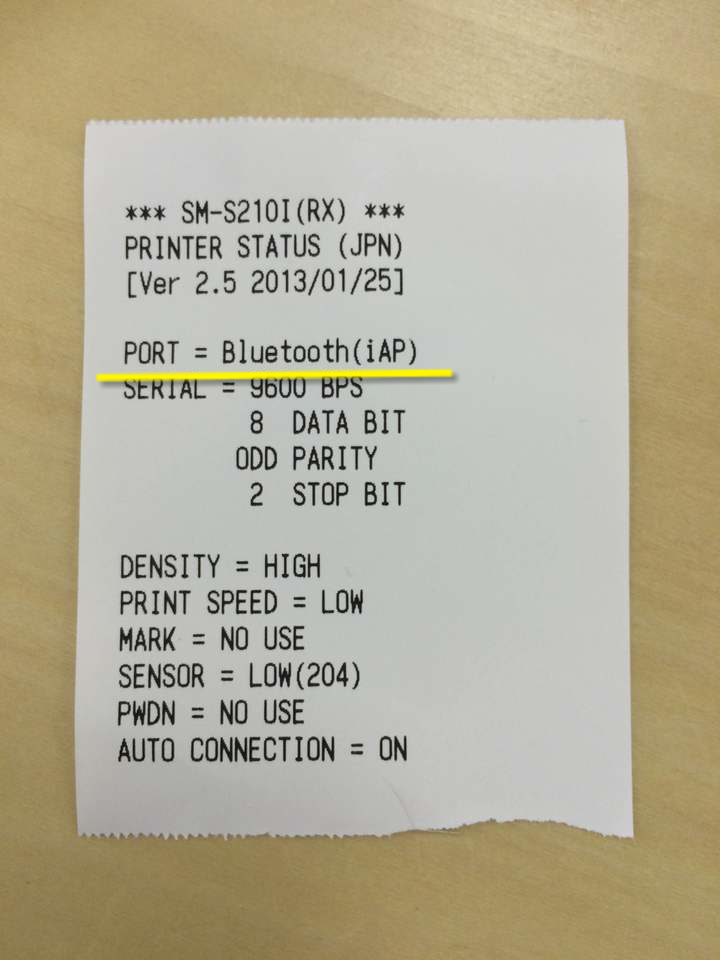 *** SM-S210I(RX) ***
PRINTER STATUS (JPN)
[Ver 2.5 2013/01/25]
PORT = Bluetooth(iAP)
SERIAL = 9600 BPS
8 DATA BIT
ODD PARITY
2 STOP BIT
DENSITY = HIGH
PRINT SPEED = LOW
MARK = NO USE
SENSOR = LOW(204)
PWDN = NO USE
AUTO CONNECTION = ON